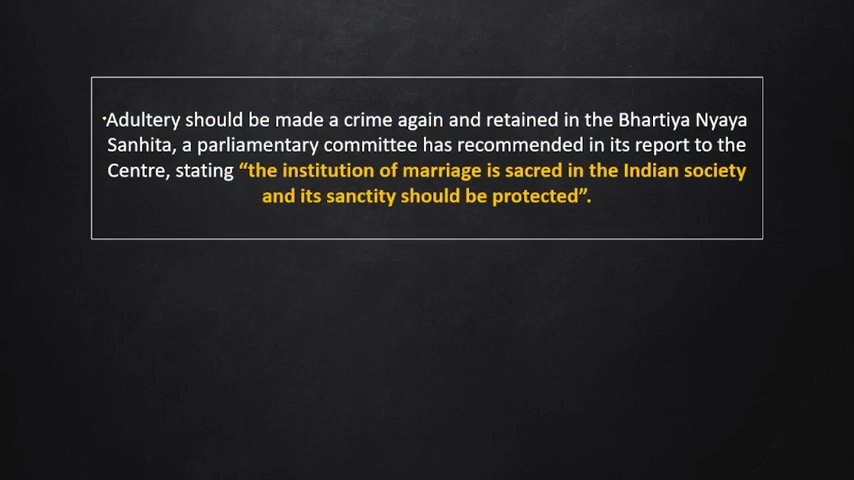 ·Adultery should be made a crime again and retained in the Bhartiya Nyaya
Sanhita, a parliamentary committee has recommended in its report to the
Centre, stating “the institution of marriage is sacred in the Indian society
and its sanctity should be protected”.